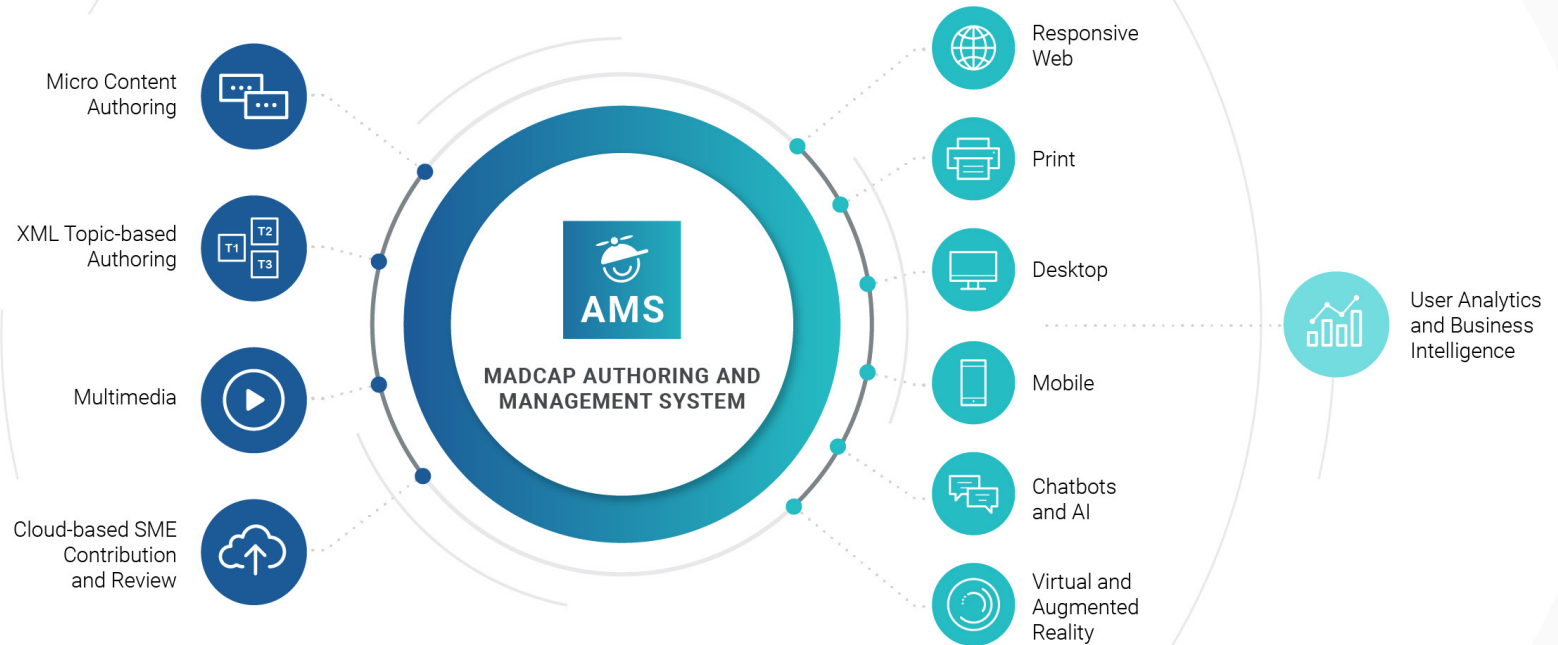 Micro Content
Authoring
XML Topic-based
Authoring
T1
T2
T3
Multimedia
Cloud-based SME
Contribution
and Review
AMS
MADCAP AUTHORING AND
MANAGEMENT SYSTEM
Responsive
Web
Print
Desktop
Mobile
Chatbots
and AI
Virtual and
Augmented
Reality
User Analytics
and Business
Intelligence